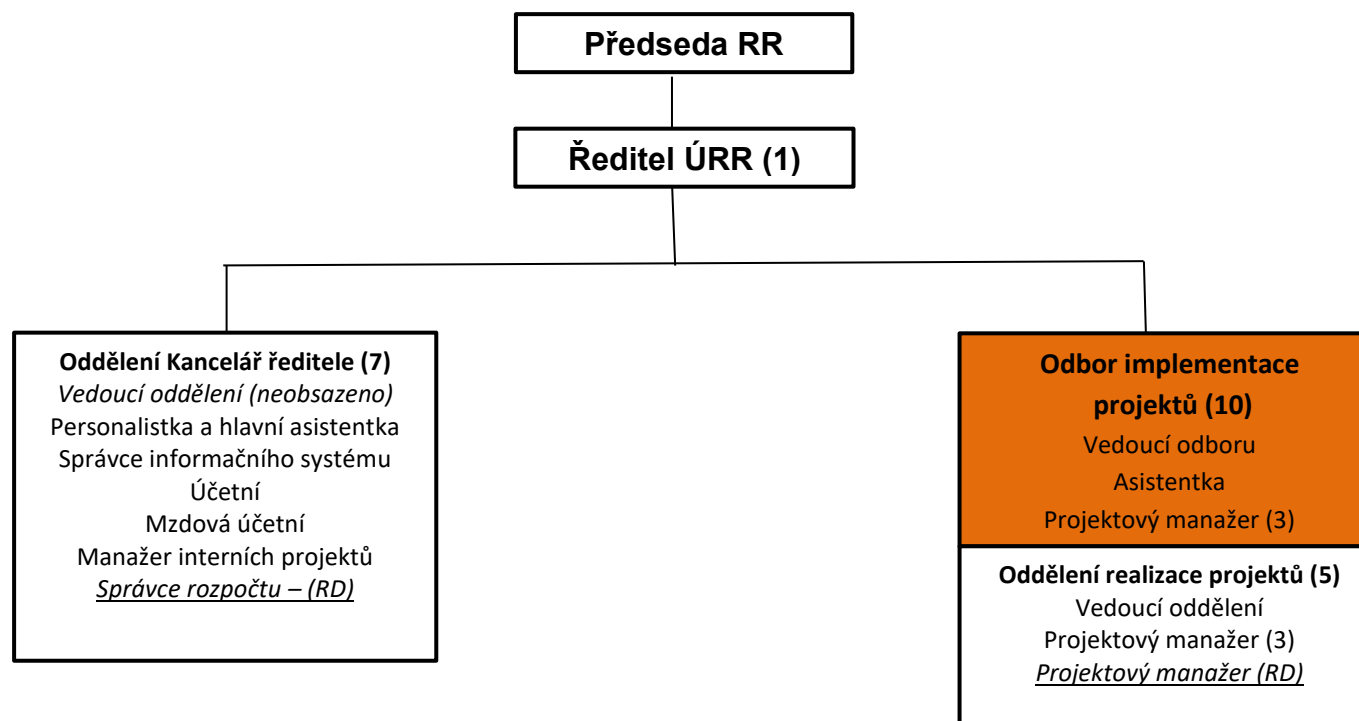 Předseda RR
Ředitel ÚRR (1)
Oddělení Kancelář ředitele (7)
Vedoucí oddělení (neobsazeno)
Personalistka a hlavní asistentka
Správce informačního systému
Účetní
Mzdová účetní
Manažer interních projektů
Správce rozpočtu – (RD)
Odbor implementace
projektů (10)
Vedoucí odboru
Asistentka
Projektový manažer (3)
Oddělení realizace projektů (5)
Vedoucí oddělení
Projektový manažer (3)
Projektový manažer (RD)